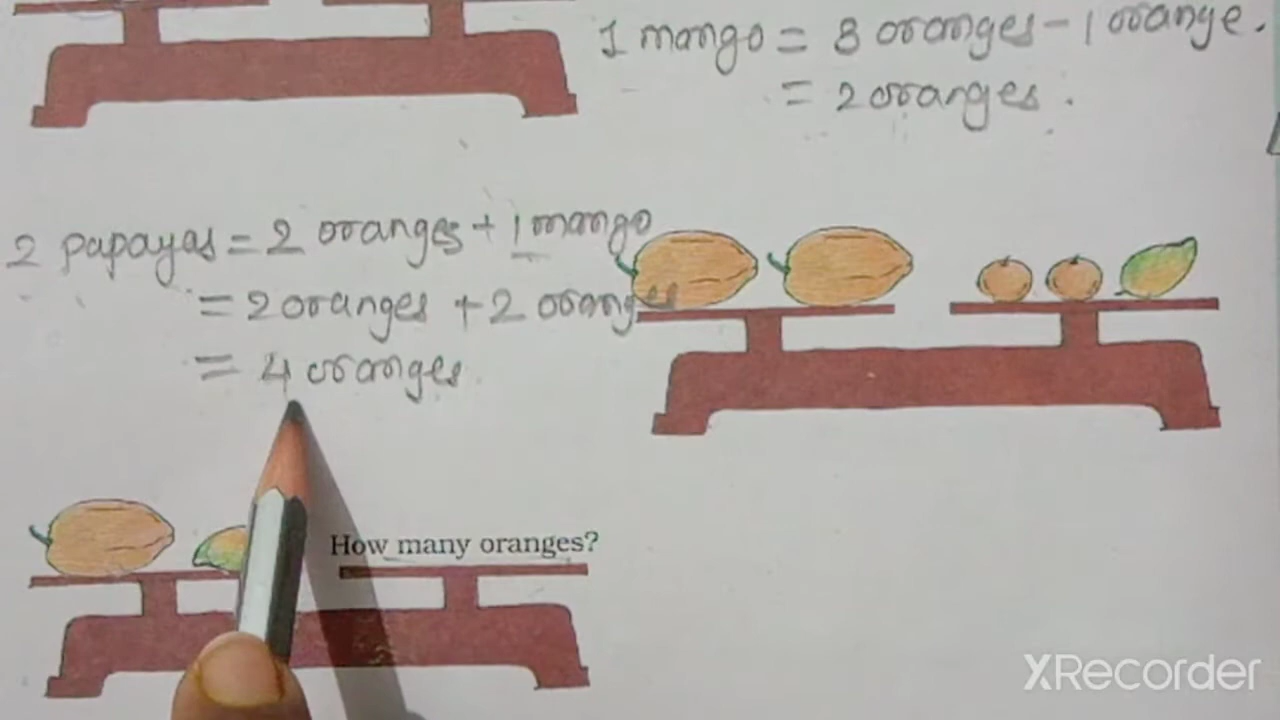 1 mango = 3 oranges - 1 orange.
= 2 oranges.
2 papayas = 2 oranges + 1 mango
= 2 oranges + 2 oranges
= 4 oranges
How many oranges?
XRecorder